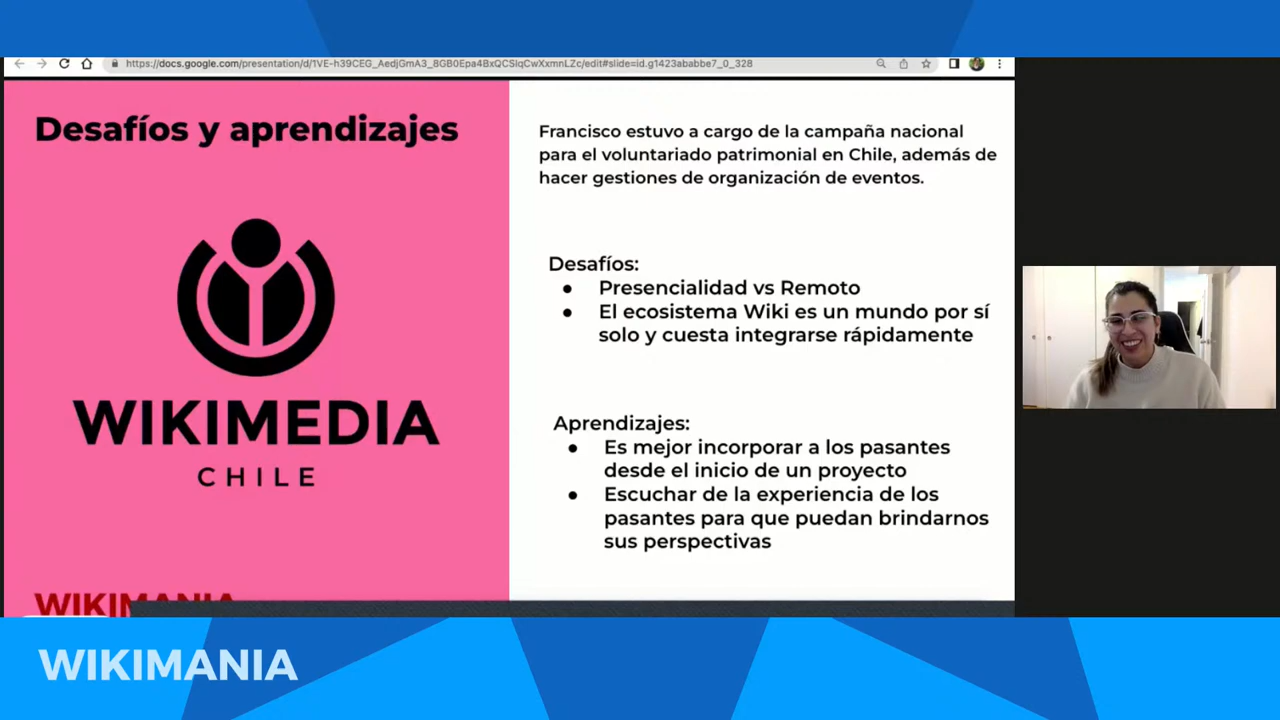 https://docs.google.com/presentation/d/1VE-h39CEG_AedjGmA3_8GB0Epa4BxQCSlqCwXxmnLZc/edit#slide=id.g1423ababbe7_0_328
Desafíos y aprendizajes
WIKIMEDIA
CHILE
WIKIMANIA
Francisco estuvo a cargo de la campaña nacional
para el voluntariado patrimonial en Chile, además de
hacer gestiones de organización de eventos.
Desafíos:
● Presencialidad vs Remoto
● El ecosistema Wiki es un mundo por sí
solo y cuesta integrarse rápidamente
Aprendizajes:
● Es mejor incorporar a los pasantes
desde el inicio de un proyecto
● Escuchar de la experiencia de los
pasantes para que puedan brindarnos
sus perspectivas
WIKIMANIA